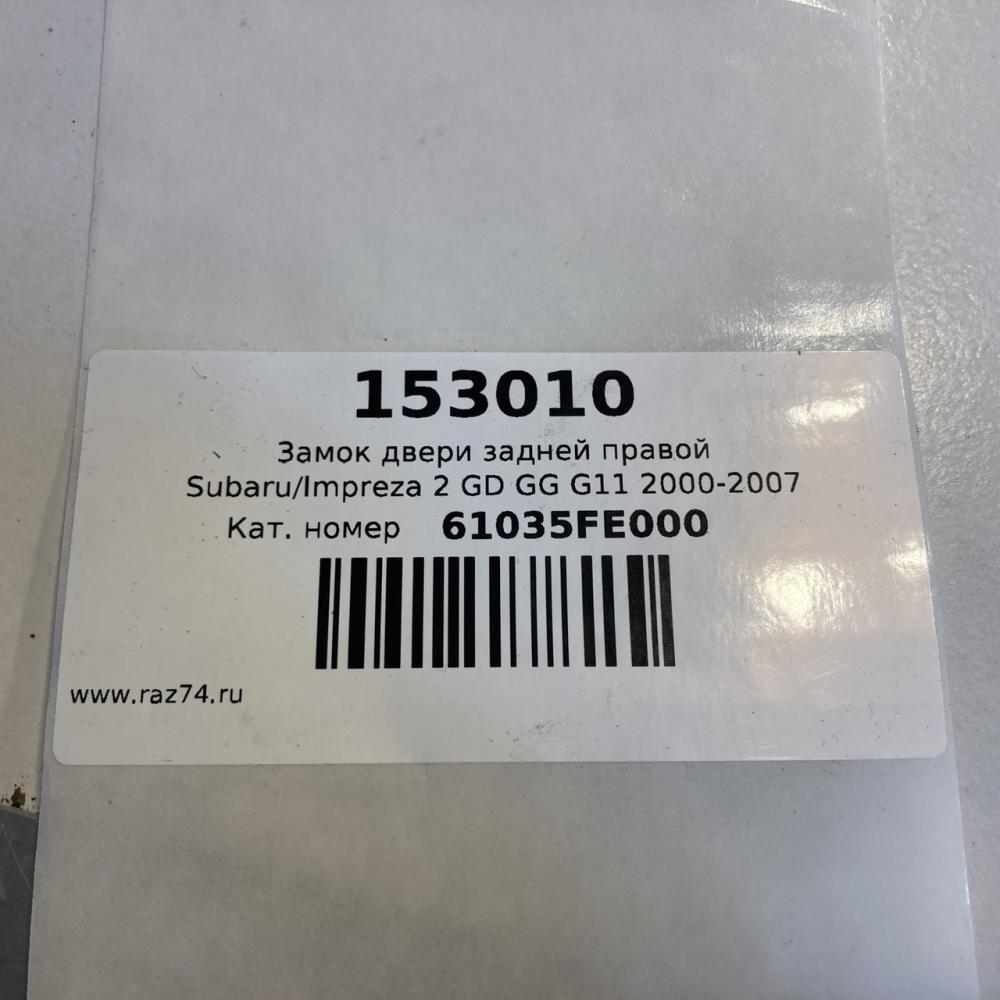 153010
Замок двери задней правой
Subaru/Impreza 2 GD GG G11 2000-2007
Кат. номер 61035FE000
www.raz74.ru